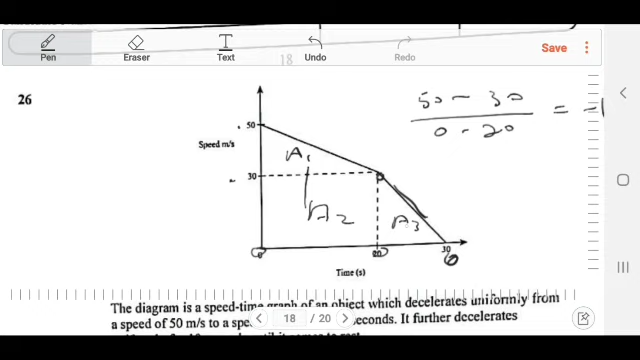 18
Pen
Eraser
Text
Undo
Redo
Save
26
50 - 30
0 - 20
= -1
50
Speed m/s
A1
30
A2
A3
0
20
30
Time (s)
The diagram is a speed-time graph of an object which decelerates uniformly from
a speed of 50 m/s to a
< 18 / 20 >
seconds. It further decelerates